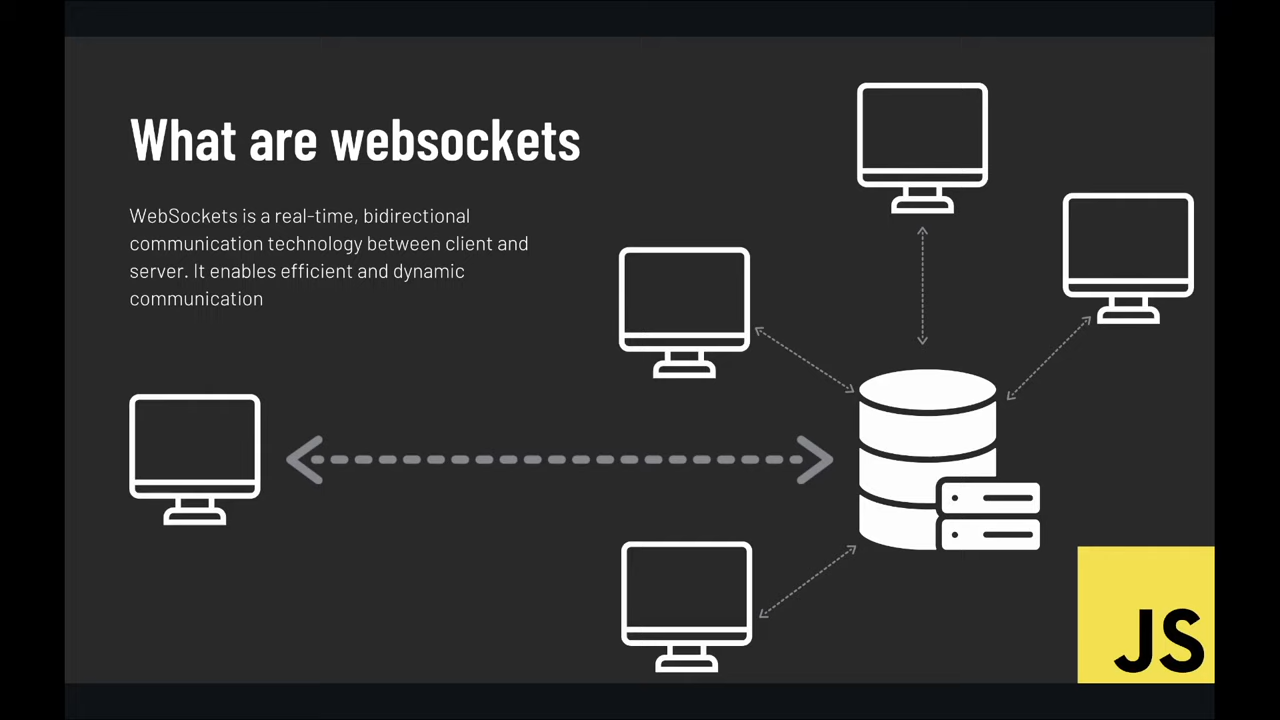 What are websockets
WebSockets is a real-time, bidirectional
communication technology between client and
server. It enables efficient and dynamic
communication
JS